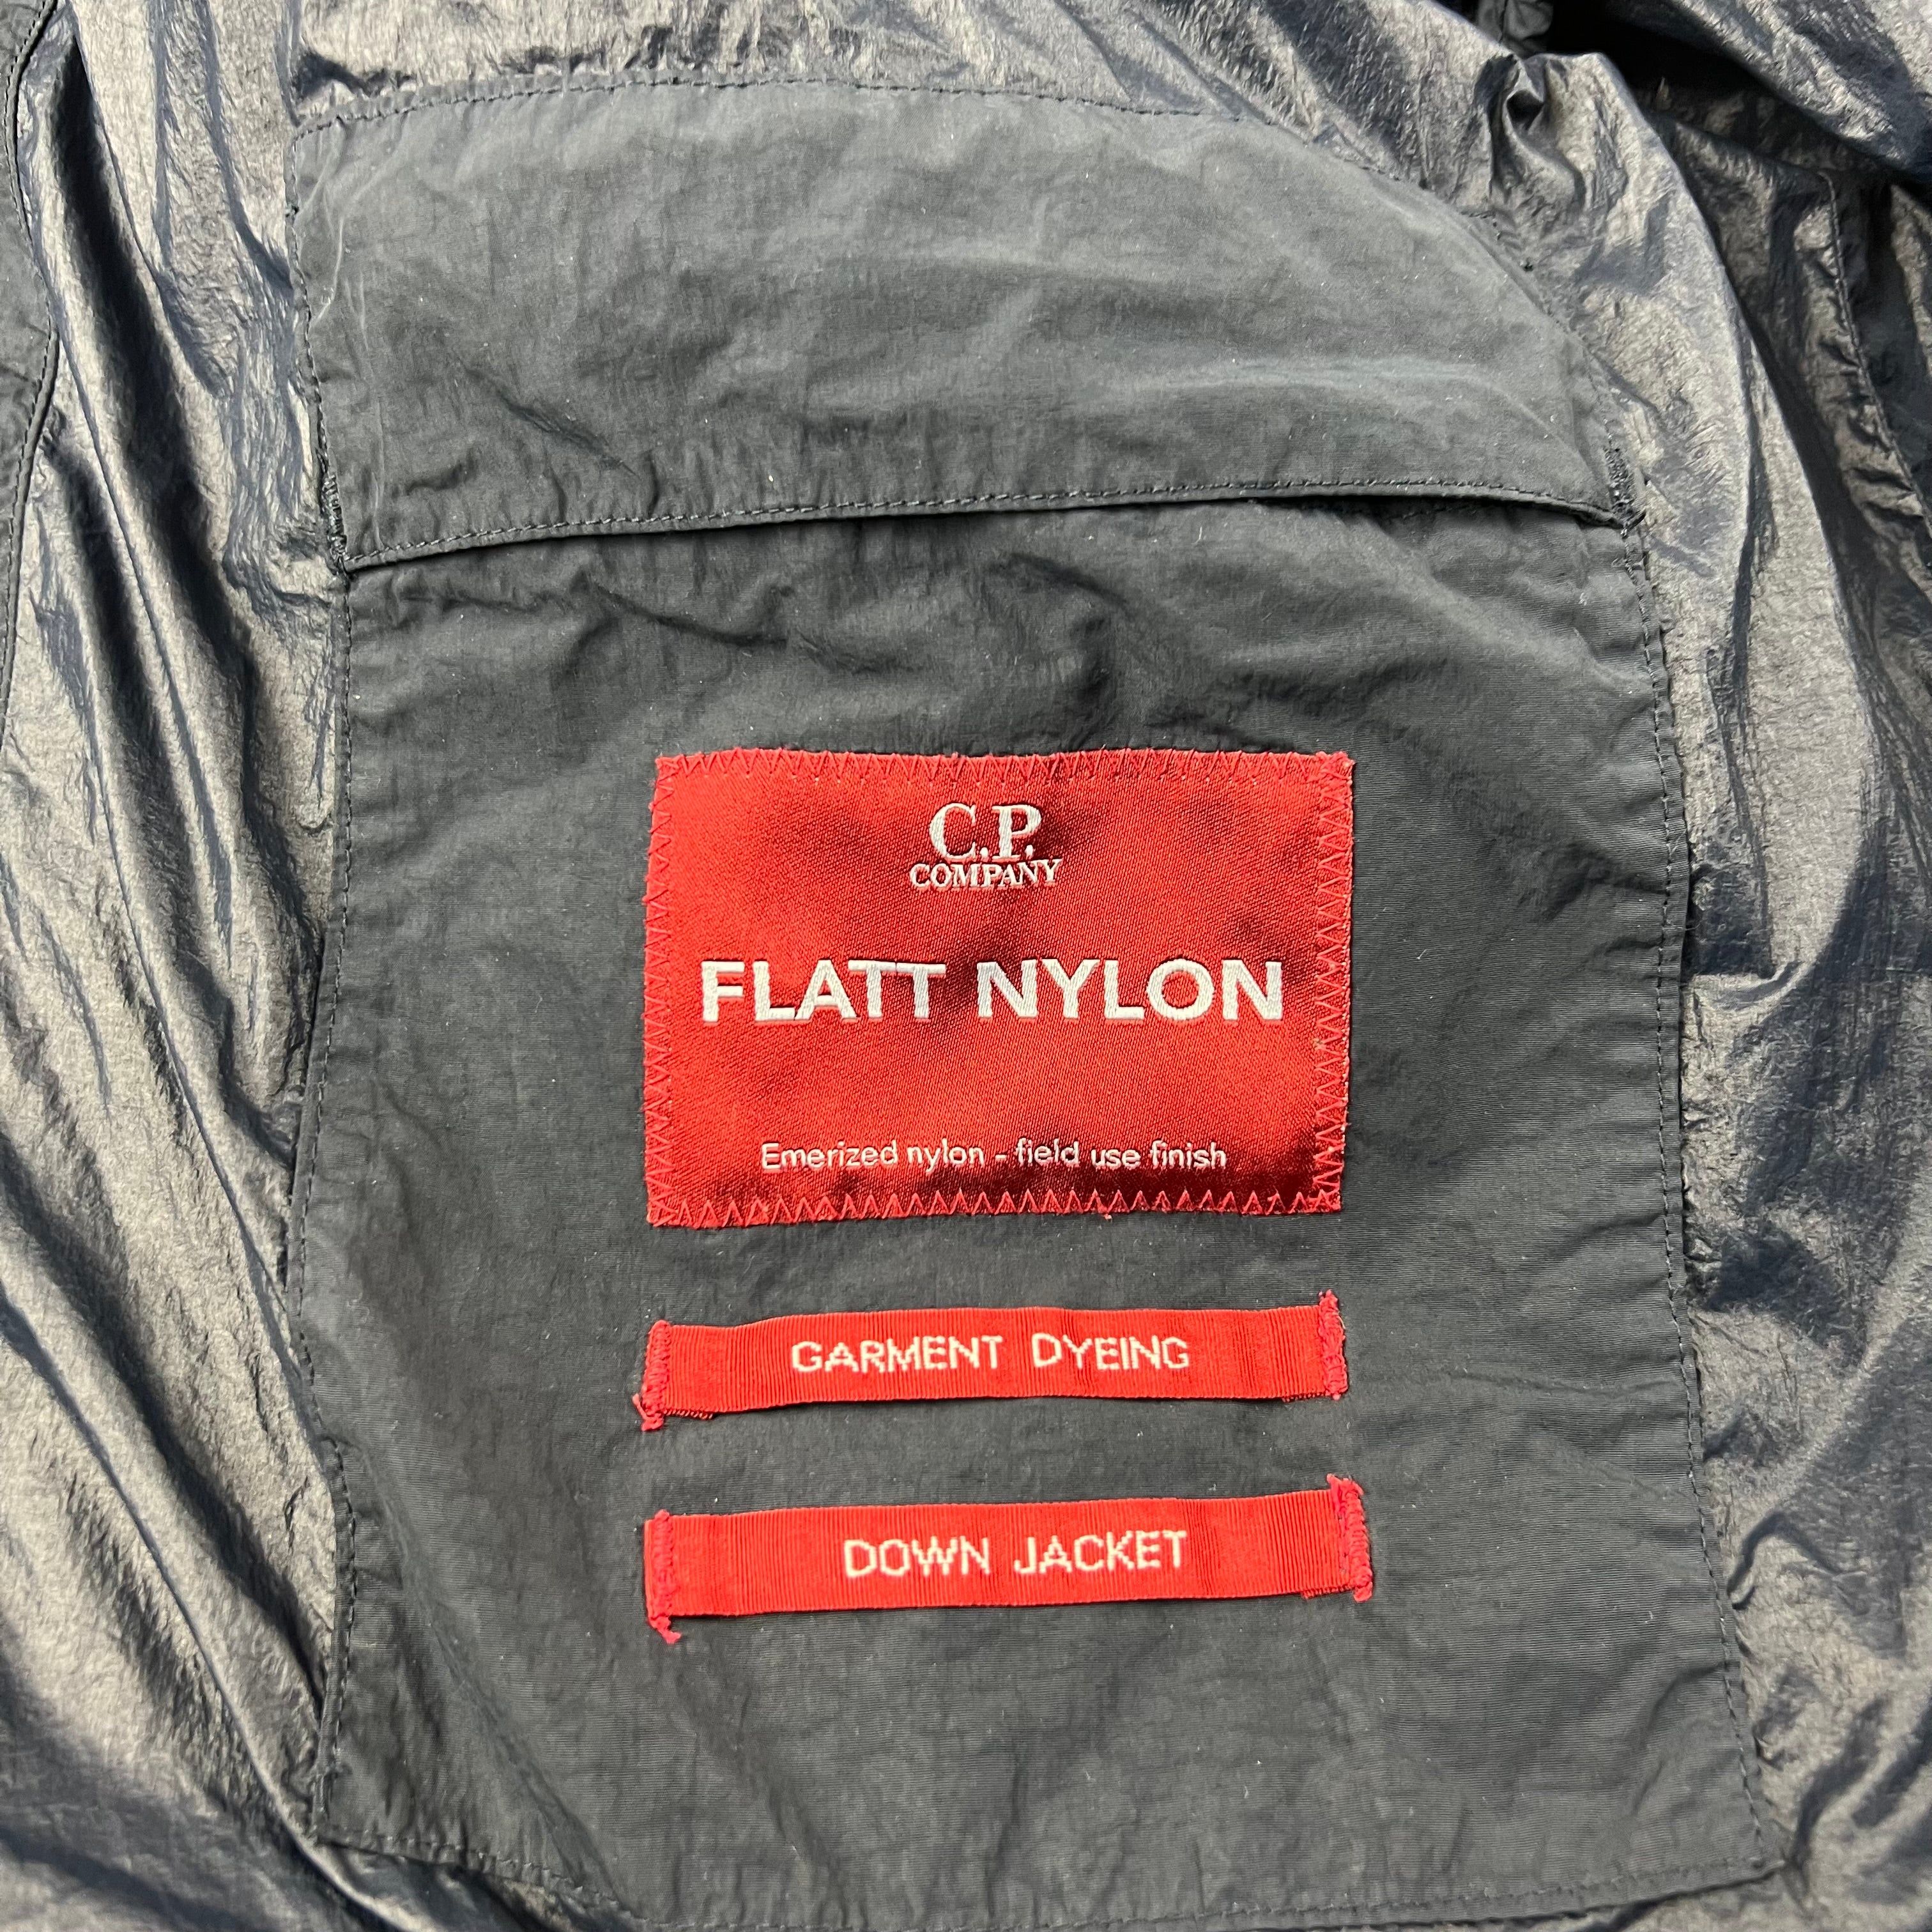 C.P.
COMPANY
FLATT NYLON
Emerized nylon - field use finish
GARMENT DYEING
DOWN JACKET